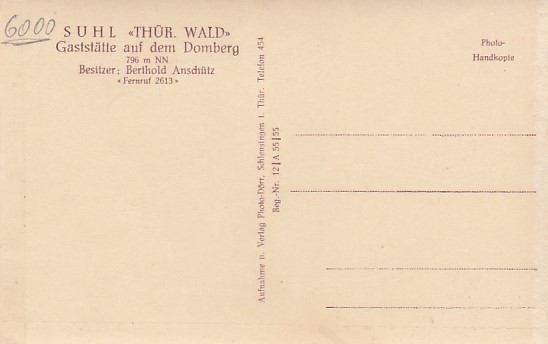 6000
SUHL «THÜR. WALD»
Gaststätte auf dem Domberg
796 m NN
Besitzer: Berthold Anschütz
« Fernruf 2613 »
Photo-
Handkopie
Aufnahme u. Verlag Photo-Dörr, Schleusingen i. Thür. Telefon 454
Reg.-Nr. 12|A 55|55